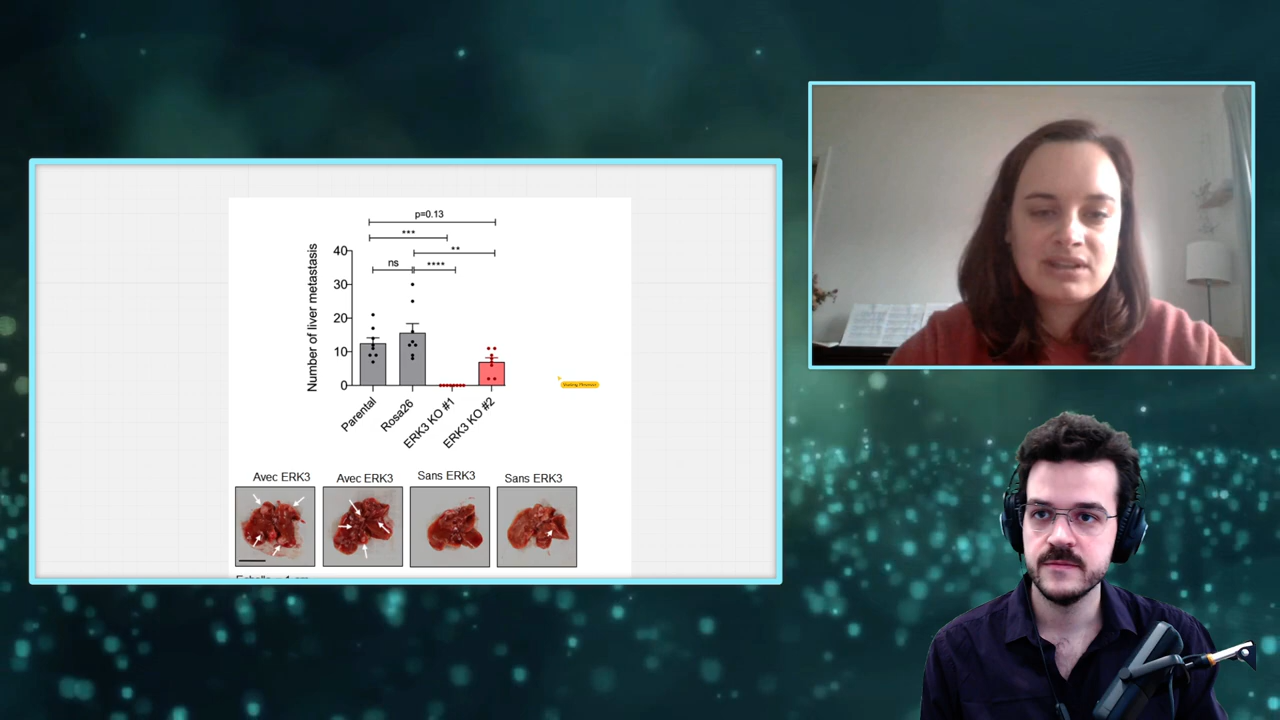 p=0.13
***
**
ns
****
Number of liver metastasis
40
30
20
10
0
Parental
Rosa26
ERK3 KO #1
ERK3 KO #2
Avec ERK3
Avec ERK3
Sans ERK3
Sans ERK3